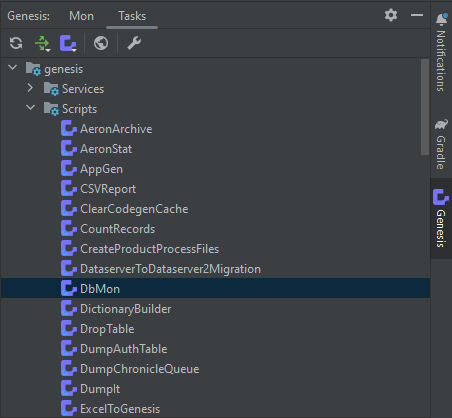 Genesis: Mon Tasks
genesis
Services
Scripts
AeronArchive
AeronStat
AppGen
CSVReport
ClearCodegenCache
CountRecords
CreateProductProcessFiles
DataserverToDataserver2Migration
DbMon
DictionaryBuilder
DropTable
DumpAuthTable
DumpChronicleQueue
DumpIt
ExcelToGenesis
Notifications
Gradle
Genesis